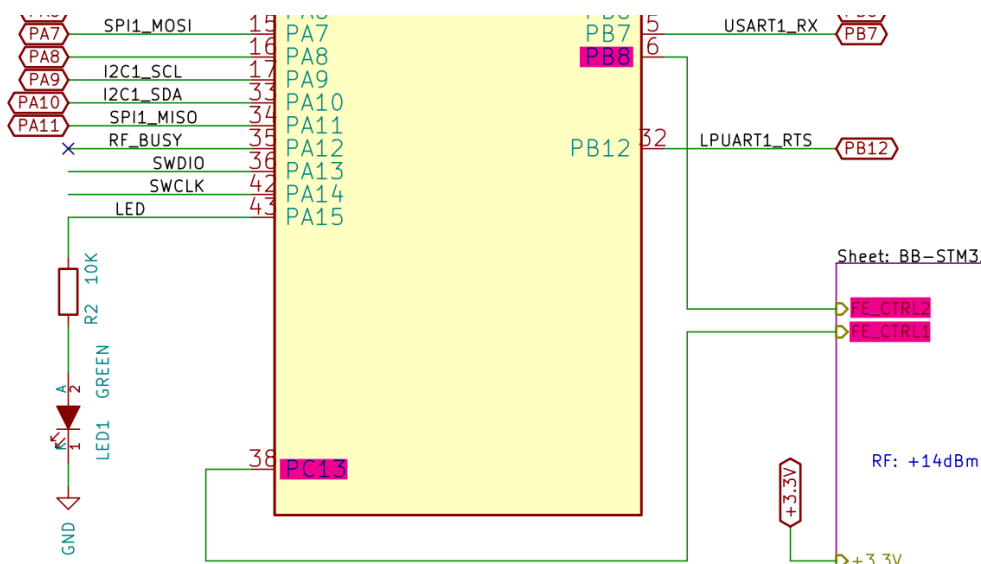 PA7 SPI1_MOSI 15 PA7 PB7 5 USART1_RX PB7
PA8 16 PA8 PB8 6
PA9 I2C1_SCL 17 PA9
PA10 I2C1_SDA 33 PA10
PA11 SPI1_MISO 34 PA11
RF_BUSY 35 PA12 PB12 32 LPUART1_RTS PB12
SWDIO 36 PA13
SWCLK 42 PA14
LED 43 PA15
Sheet: BB-STM3
R2 10K
FE_CTRL2
FE_CTRL1
A 2
GREEN
LED1
K 1
38 PC13
RF: +14dBm
+3.3V
GND
+3.3V